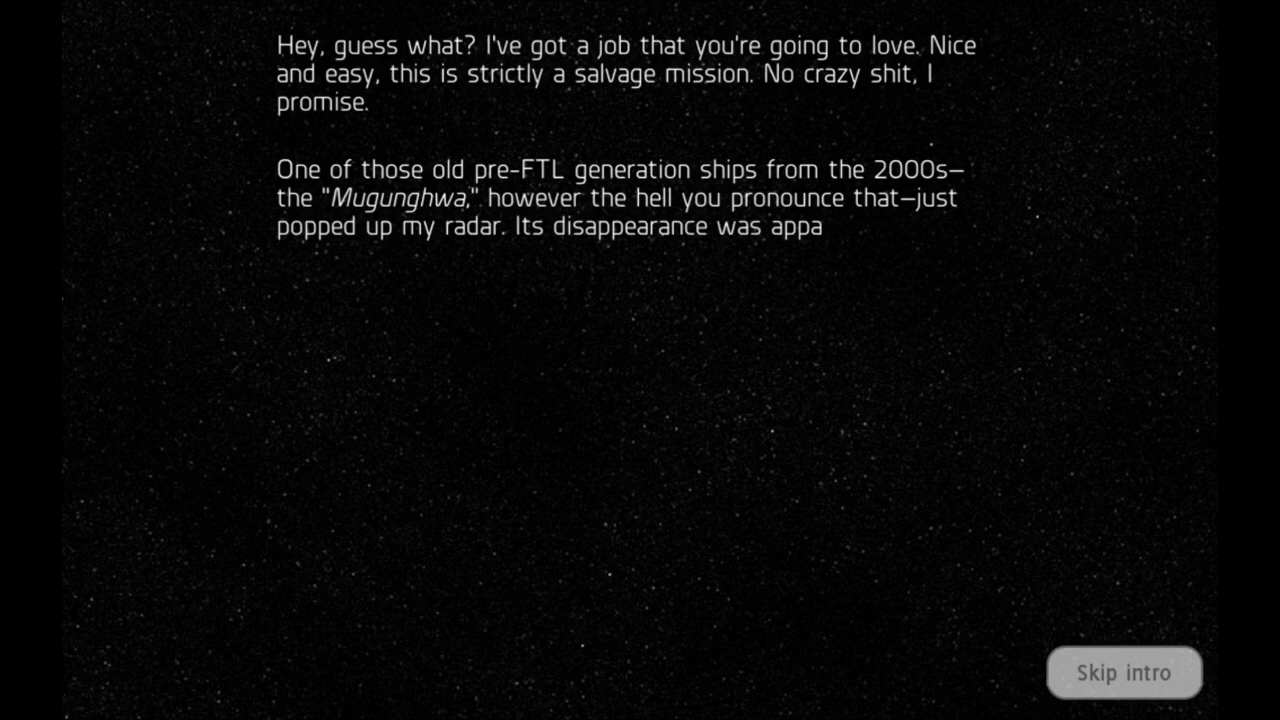 Hey, guess what? I've got a job that you're going to love. Nice
and easy, this is strictly a salvage mission. No crazy shit, I
promise.
One of those old pre-FTL generation ships from the 2000s—
the "Mugunghwa," however the hell you pronounce that—just
popped up my radar. Its disappearance was appa
Skip intro